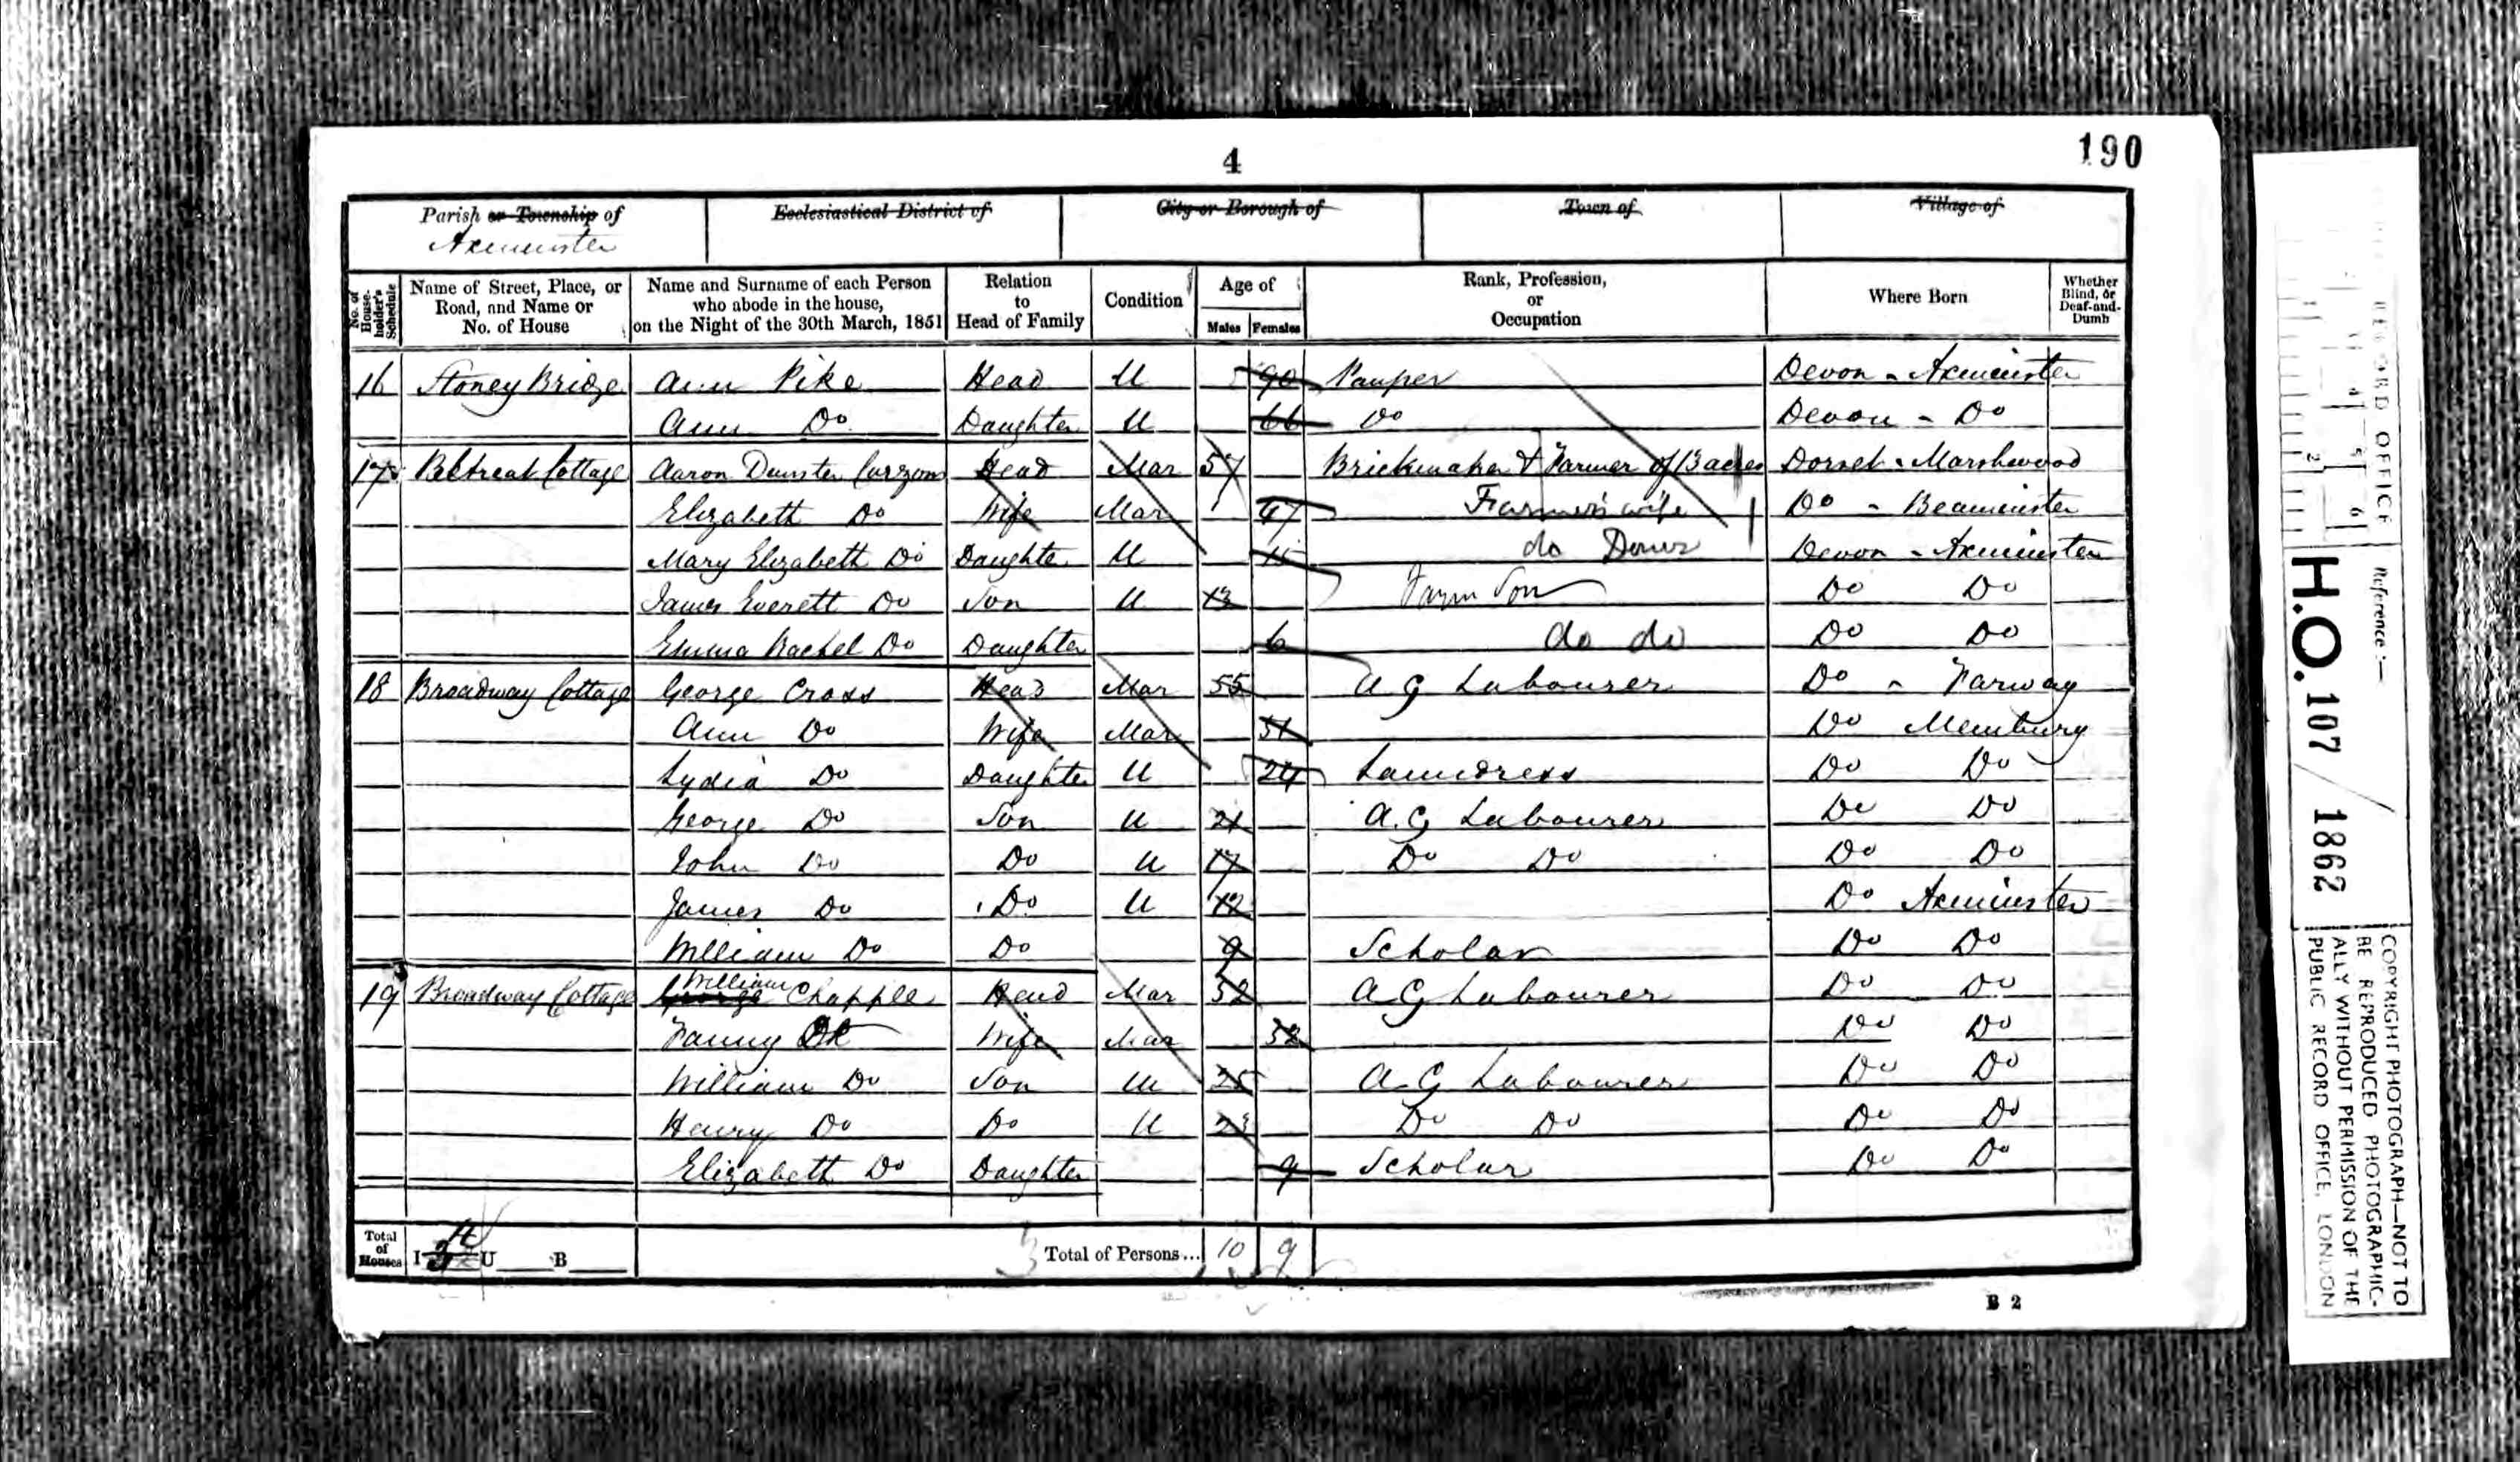 4
190
Parish or Township of
Axminster
Ecclesiastical District of
City or Borough of
Town of
Village of
No. of House-holder's Schedule
Name of Street, Place, or Road, and Name or No. of House
Name and Surname of each Person who abode in the house, on the Night of the 30th March, 1851
Relation to Head of Family
Condition
Age of
Males
Females
Rank, Profession, or Occupation
Where Born
Whether Blind, or Deaf-and-Dumb
16 Stoney Bridge Ann Pike Head U 90 Pauper Devon - Axminster
Ann Do Daughter U 66 Do Devon - Do
17 Retreat Cottage Aaron Dunster Head Mar 57 Brickmaker & Farmer of acres Dorset - Marshwood
Elizabeth Do Wife Mar 47 Farmer's wife Do - Beaminster
Mary Elizabeth Do Daughter U 15 do Devon - Axminster
James Everett Do Son U 13 Farm Son Do Do
Emma Rachel Do Daughter 6 do do Do Do
18 Broadway Cottage George Cross Head Mar 55 A G Labourer Do - Farway
Ann Do Wife Mar 51 Do Membury
Lydia Do Daughter U 24 Laundress Do Do
George Do Son U 21 A.G Labourer Do Do
John Do Do U 17 Do Do Do Do
James Do Do U 12 Do Axminster
William Do Do 9 Scholar Do Do
19 Broadway Cottage George William Chapple Head Mar 52 A G Labourer Do Do
Fanny Do Wife Mar 52 Do Do
William Do Son U 25 A G Labourer Do Do
Henry Do Do U 23 Do Do Do Do
Elizabeth Do Daughter 9 Scholar Do Do
Total of Houses I 4 U B
Total of Persons... 10 9
B 2
RECORD OFFICE
Reference:—
H.O. 107 / 1862
COPYRIGHT PHOTOGRAPH—NOT TO
BE REPRODUCED PHOTOGRAPHIC-
ALLY WITHOUT PERMISSION OF THE
PUBLIC RECORD OFFICE, LONDON